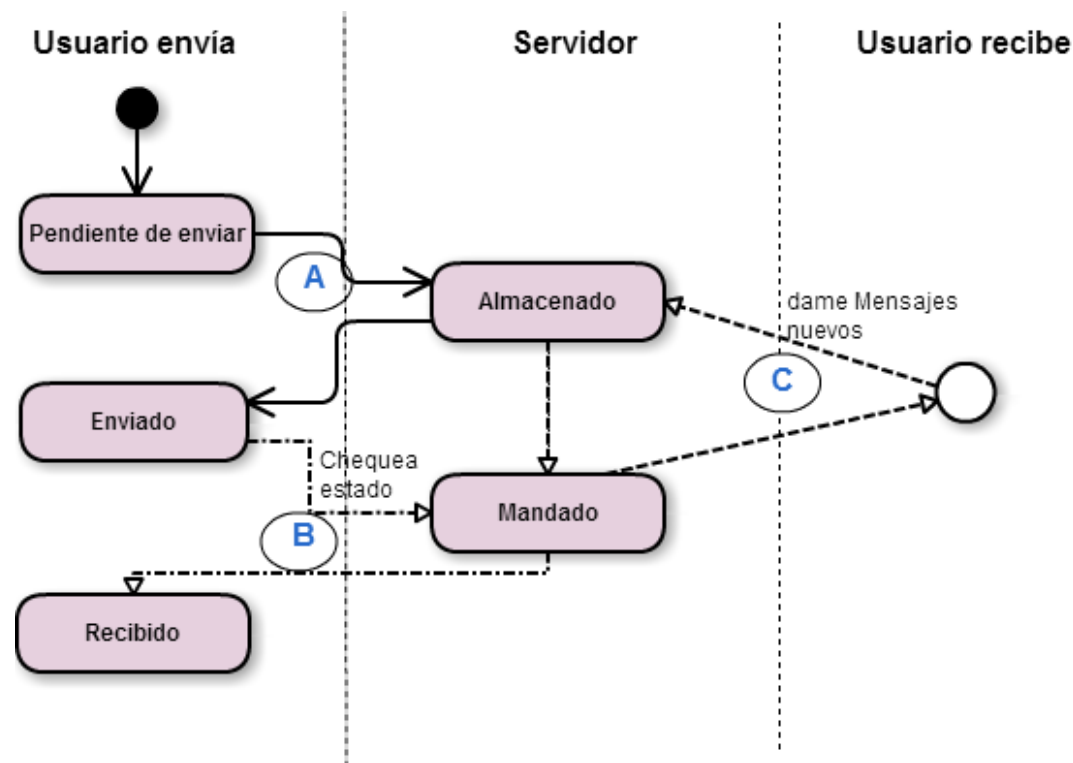 Usuario envía
Servidor
Usuario recibe
Pendiente de enviar
A
Almacenado
dame Mensajes
nuevos
C
Enviado
Chequea
estado
B
Mandado
Recibido